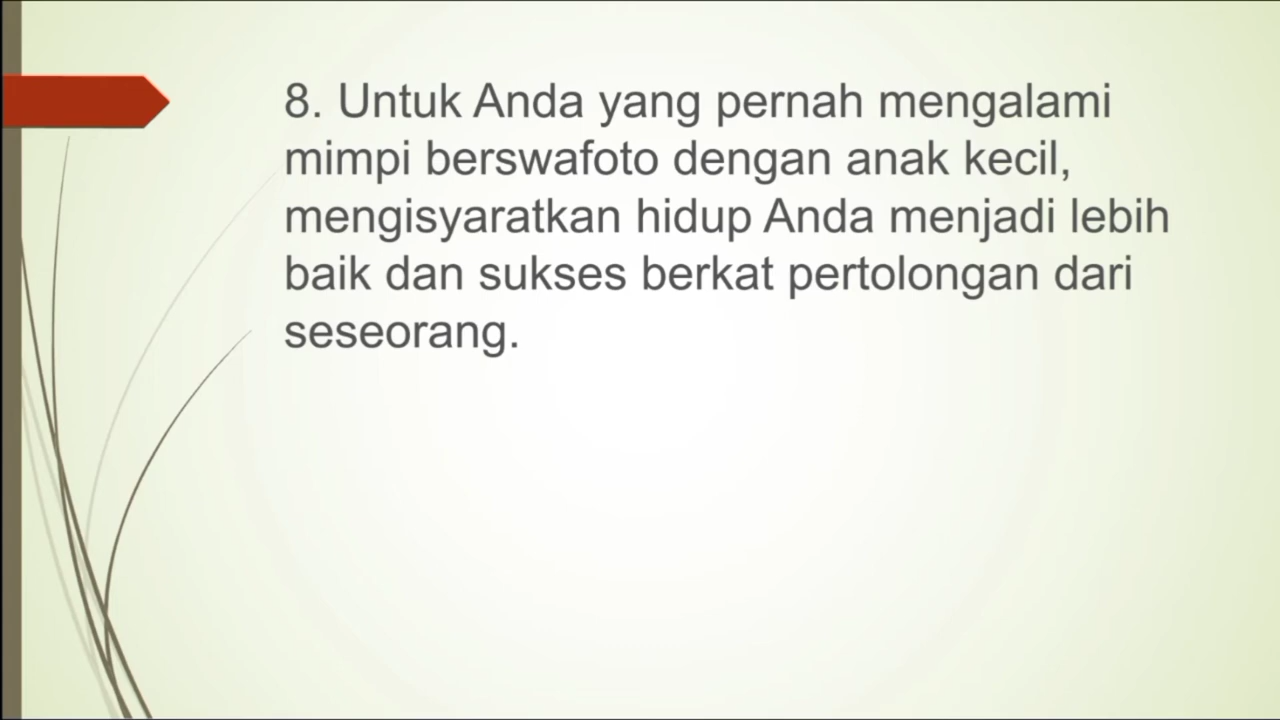 8. Untuk Anda yang pernah mengalami
mimpi berswafoto dengan anak kecil,
mengisyaratkan hidup Anda menjadi lebih
baik dan sukses berkat pertolongan dari
seseorang.